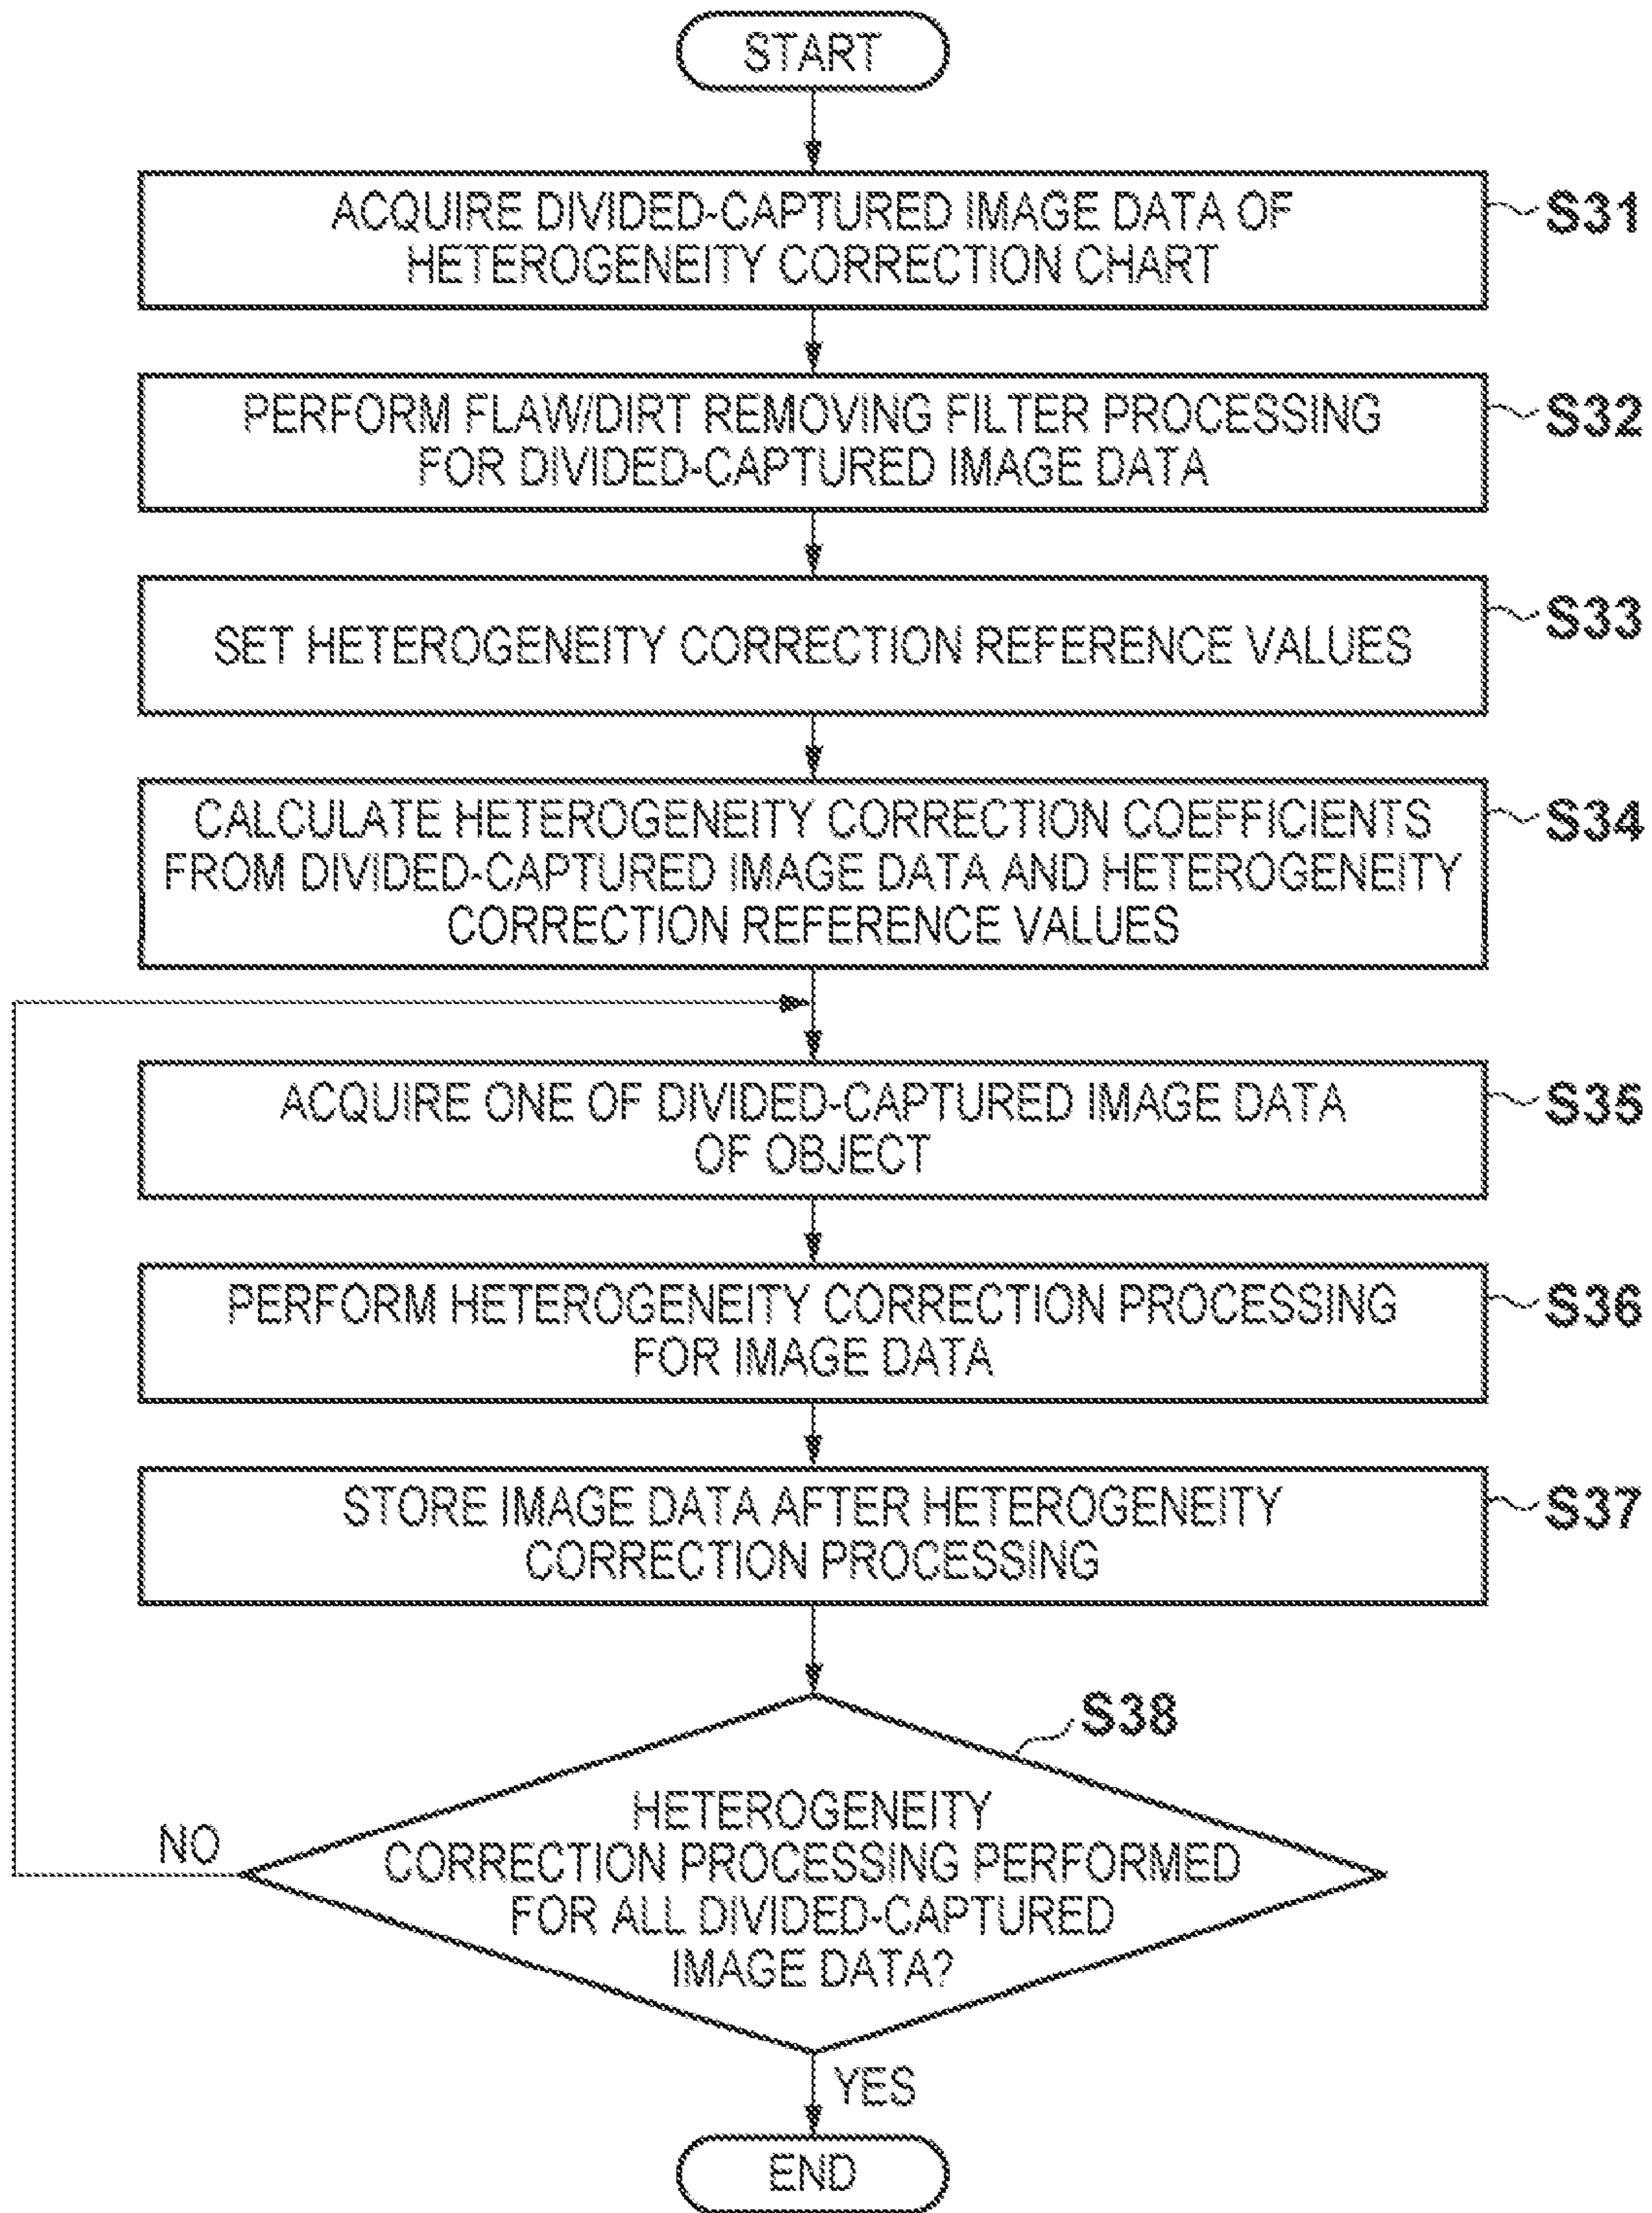 START
ACQUIRE DIVIDED-CAPTURED IMAGE DATA OF
HETEROGENEITY CORRECTION CHART
S31
PERFORM FLAW/DIRT REMOVING FILTER PROCESSING
FOR DIVIDED-CAPTURED IMAGE DATA
S32
SET HETEROGENEITY CORRECTION REFERENCE VALUES
S33
CALCULATE HETEROGENEITY CORRECTION COEFFICIENTS
FROM DIVIDED-CAPTURED IMAGE DATA AND HETEROGENEITY
CORRECTION REFERENCE VALUES
S34
ACQUIRE ONE OF DIVIDED-CAPTURED IMAGE DATA
OF OBJECT
S35
PERFORM HETEROGENEITY CORRECTION PROCESSING
FOR IMAGE DATA
S36
STORE IMAGE DATA AFTER HETEROGENEITY
CORRECTION PROCESSING
S37
S38
HETEROGENEITY
CORRECTION PROCESSING PERFORMED
FOR ALL DIVIDED-CAPTURED
IMAGE DATA?
NO
YES
END